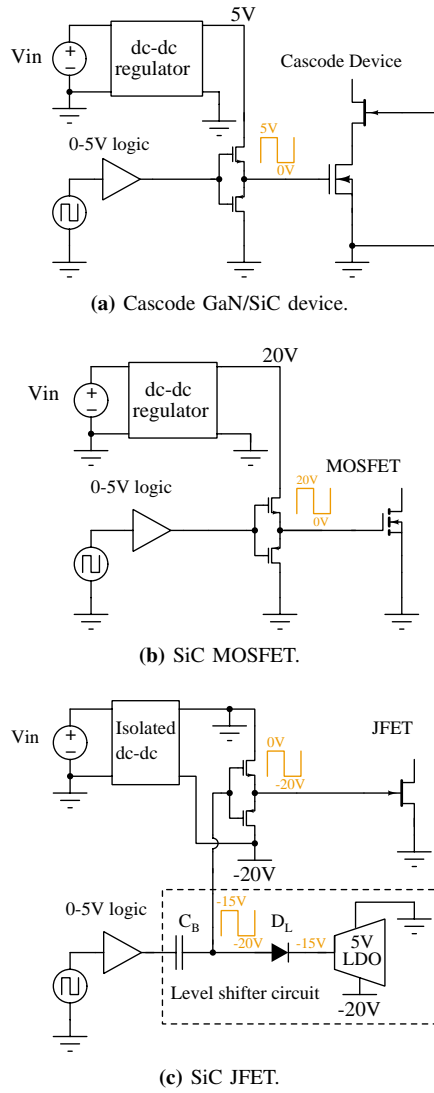 5V
Vin
dc-dc
regulator
Cascode Device
0-5V logic
5V
0V
(a) Cascode GaN/SiC device.
20V
Vin
dc-dc
regulator
MOSFET
0-5V logic
20V
0V
(b) SiC MOSFET.
Vin
Isolated
dc-dc
0V
-20V
JFET
-20V
0-5V logic
C_B
-15V
-20V
D_L
-15V
5V
LDO
Level shifter circuit
-20V
(c) SiC JFET.